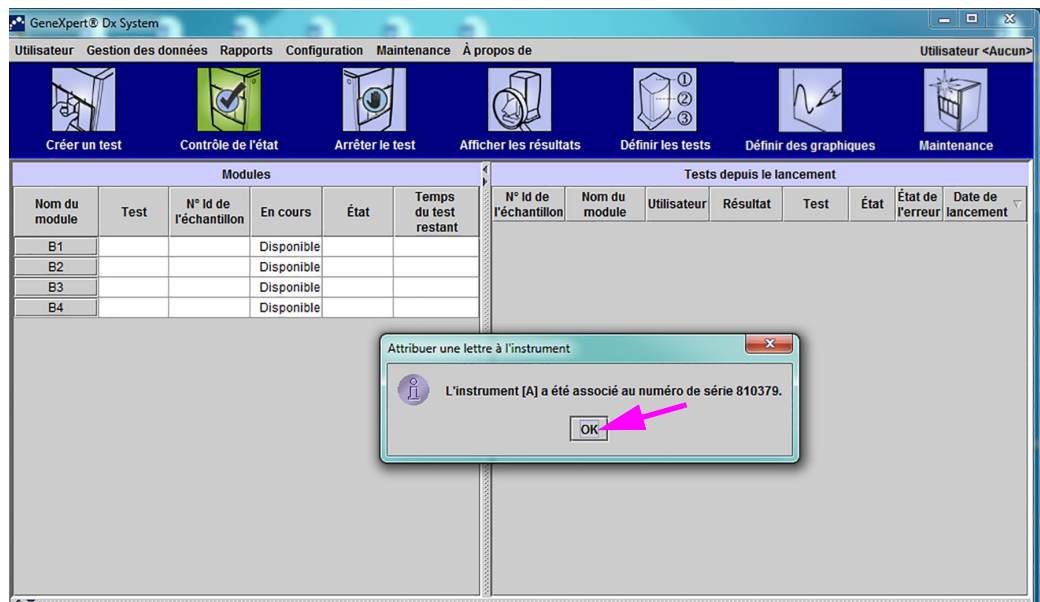 GeneXpert® Dx System
Utilisateur Gestion des données Rapports Configuration Maintenance À propos de Utilisateur <Aucun>
Créer un test Contrôle de l'état Arrêter le test Afficher les résultats Définir les tests Définir des graphiques Maintenance
Modules
Nom du module Test N° Id de l'échantillon En cours État Temps du test restant
B1 Disponible
B2 Disponible
B3 Disponible
B4 Disponible
Tests depuis le lancement
N° Id de l'échantillon Nom du module Utilisateur Résultat Test État État de l'erreur Date de lancement
Attribuer une lettre à l'instrument
L'instrument [A] a été associé au numéro de série 810379.
OK